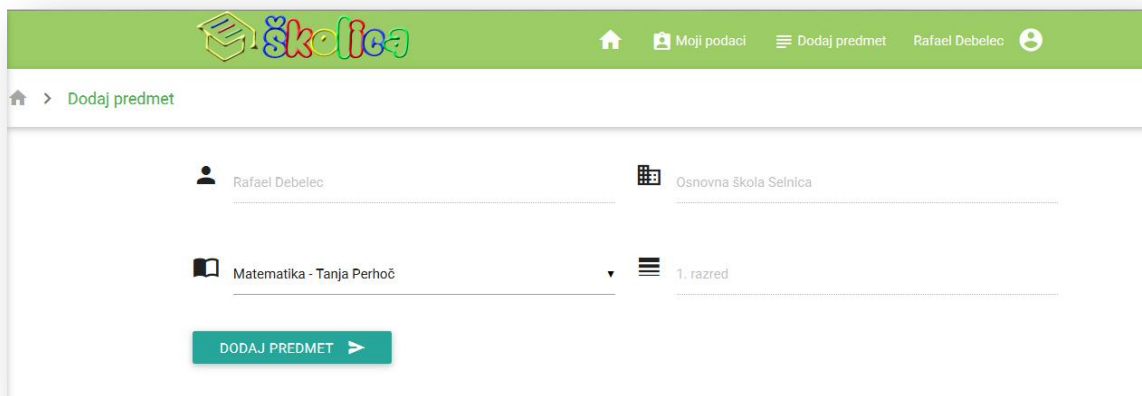 školica
Moji podaci
Dodaj predmet
Rafael Debelec
Dodaj predmet
Rafael Debelec
Osnovna škola Selnica
Matematika - Tanja Perhoč
1. razred
DODAJ PREDMET